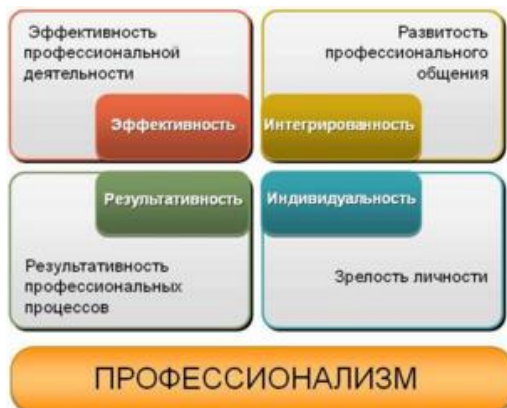 Эффективность
профессиональной
деятельности
Эффективность
Развитость
профессионального
общения
Интегрированность
Результативность
Результативность
профессиональных
процессов
Индивидуальность
Зрелость личности
ПРОФЕССИОНАЛИЗМ